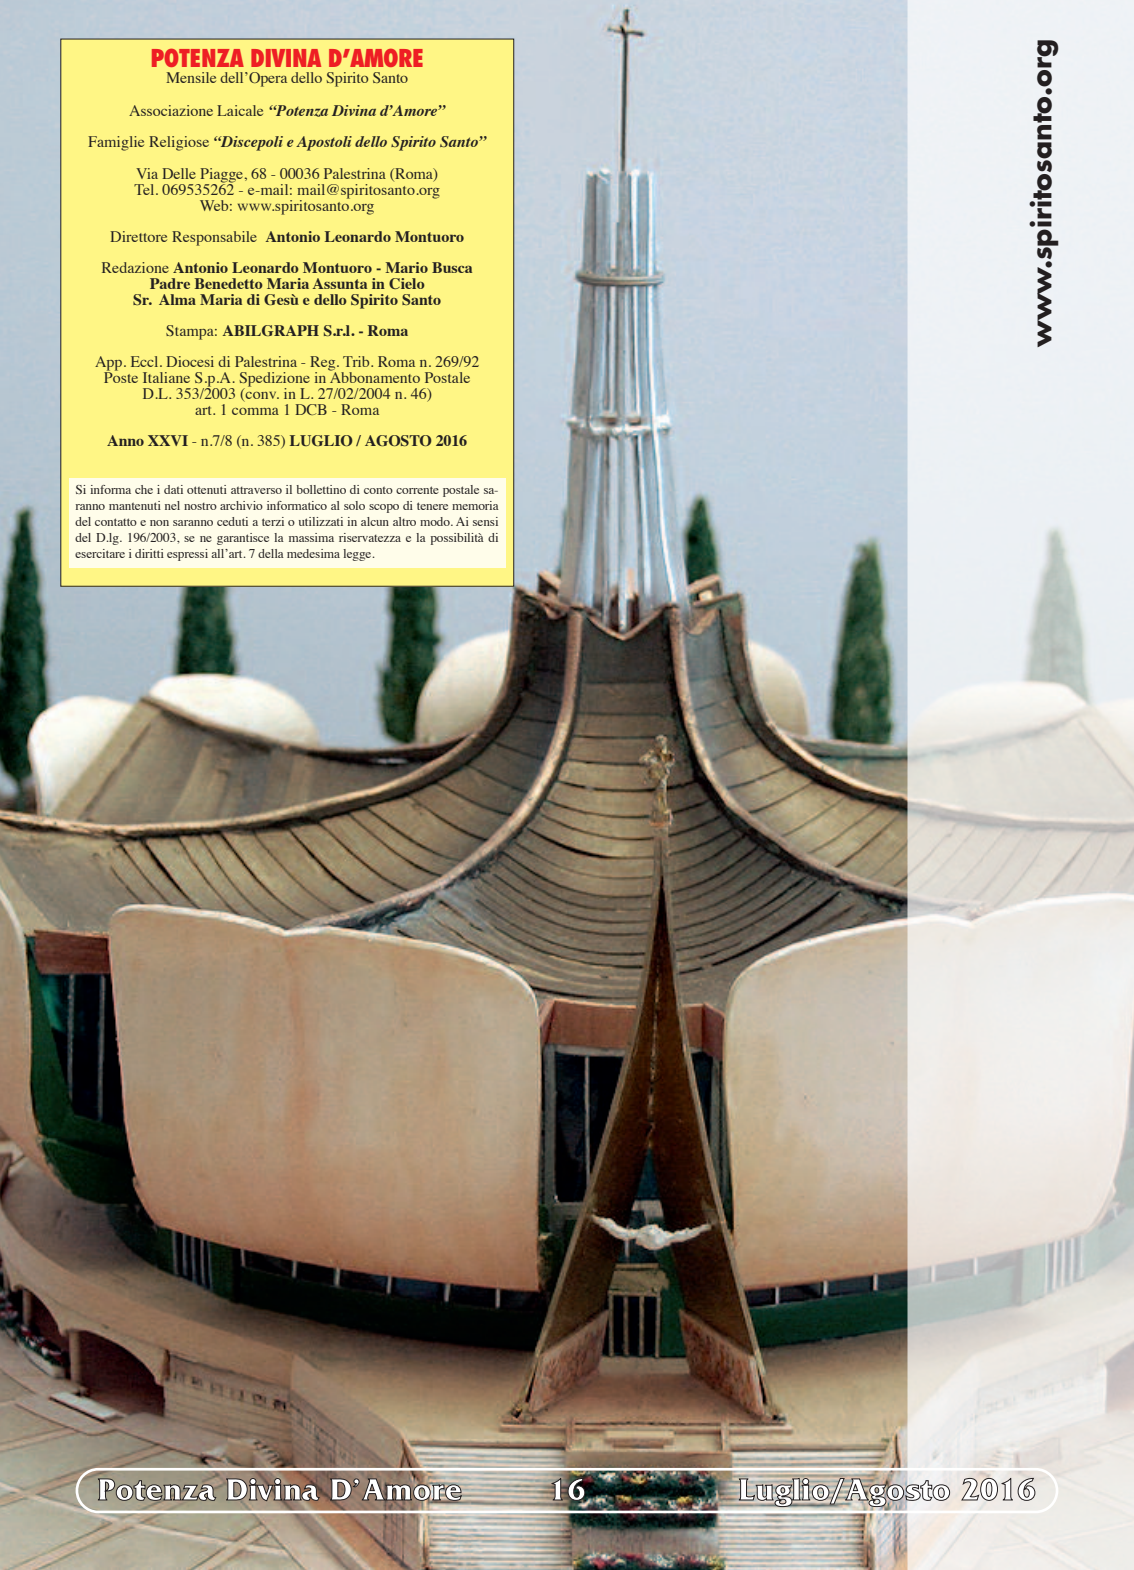 POTENZA DIVINA D'AMORE
Mensile dell'Opera dello Spirito Santo
Associazione Laicale “Potenza Divina d'Amore”
Famiglie Religiose “Discepoli e Apostoli dello Spirito Santo”
Via Delle Piagge, 68 - 00036 Palestrina (Roma)
Tel. 069535262 - e-mail: mail@spiritosanto.org
Web: www.spiritosanto.org
Direttore Responsabile Antonio Leonardo Montuoro
Redazione Antonio Leonardo Montuoro - Mario Busca
Padre Benedetto Maria Assunta in Cielo
Sr. Alma Maria di Gesù e dello Spirito Santo
Stampa: ABILGRAPH S.r.l. - Roma
App. Eccl. Diocesi di Palestrina - Reg. Trib. Roma n. 269/92
Poste Italiane S.p.A. Spedizione in Abbonamento Postale
D.L. 353/2003 (conv. in L. 27/02/2004 n. 46)
art. 1 comma 1 DCB - Roma
Anno XXVI - n.7/8 (n. 385) LUGLIO / AGOSTO 2016
Si informa che i dati ottenuti attraverso il bollettino di conto corrente postale sa-
ranno mantenuti nel nostro archivio informatico al solo scopo di tenere memoria
del contatto e non saranno ceduti a terzi o utilizzati in alcun altro modo. Ai sensi
del D.lg. 196/2003, se ne garantisce la massima riservatezza e la possibilità di
esercitare i diritti espressi all'art. 7 della medesima legge.
www.spiritosanto.org
Potenza Divina D'Amore 16 Luglio/Agosto 2016